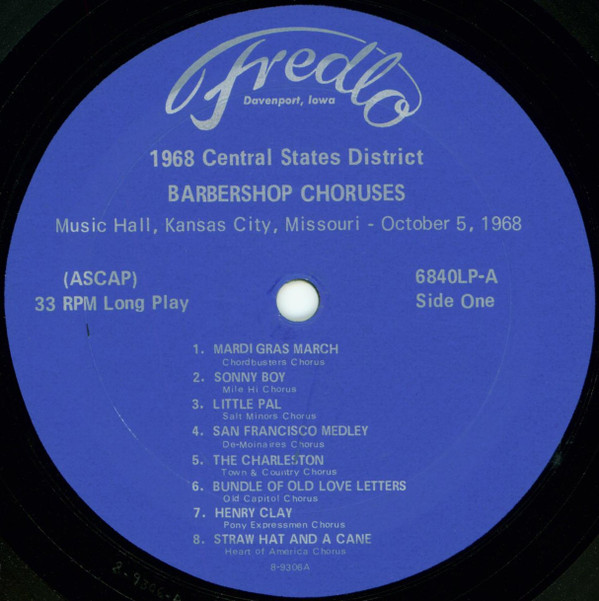 Fredlo
Davenport, Iowa
1968 Central States District
BARBERSHOP CHORUSES
Music Hall, Kansas City, Missouri - October 5, 1968
(ASCAP)
33 RPM Long Play
6840LP-A
Side One
1. MARDI GRAS MARCH
Chordbusters Chorus
2. SONNY BOY
Mile Hi Chorus
3. LITTLE PAL
Salt Minors Chorus
4. SAN FRANCISCO MEDLEY
De-Moinaires Chorus
5. THE CHARLESTON
Town & Country Chorus
6. BUNDLE OF OLD LOVE LETTERS
Old Capitol Chorus
7. HENRY CLAY
Pony Expressmen Chorus
8. STRAW HAT AND A CANE
Heart of America Chorus
8-9306A